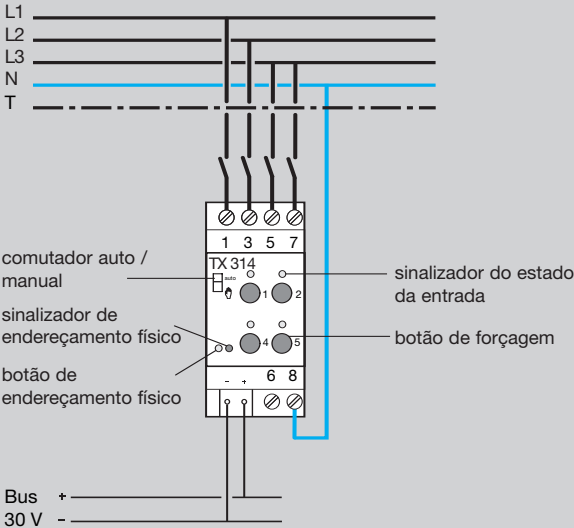 L1
L2
L3
N
T
1 3 5 7
TX 314
auto
1 2
4 5
- + 6 8
comutador auto /
manual
sinalizador de
endereçamento físico
botão de
endereçamento físico
sinalizador do estado
da entrada
botão de forçagem
Bus +
30 V -